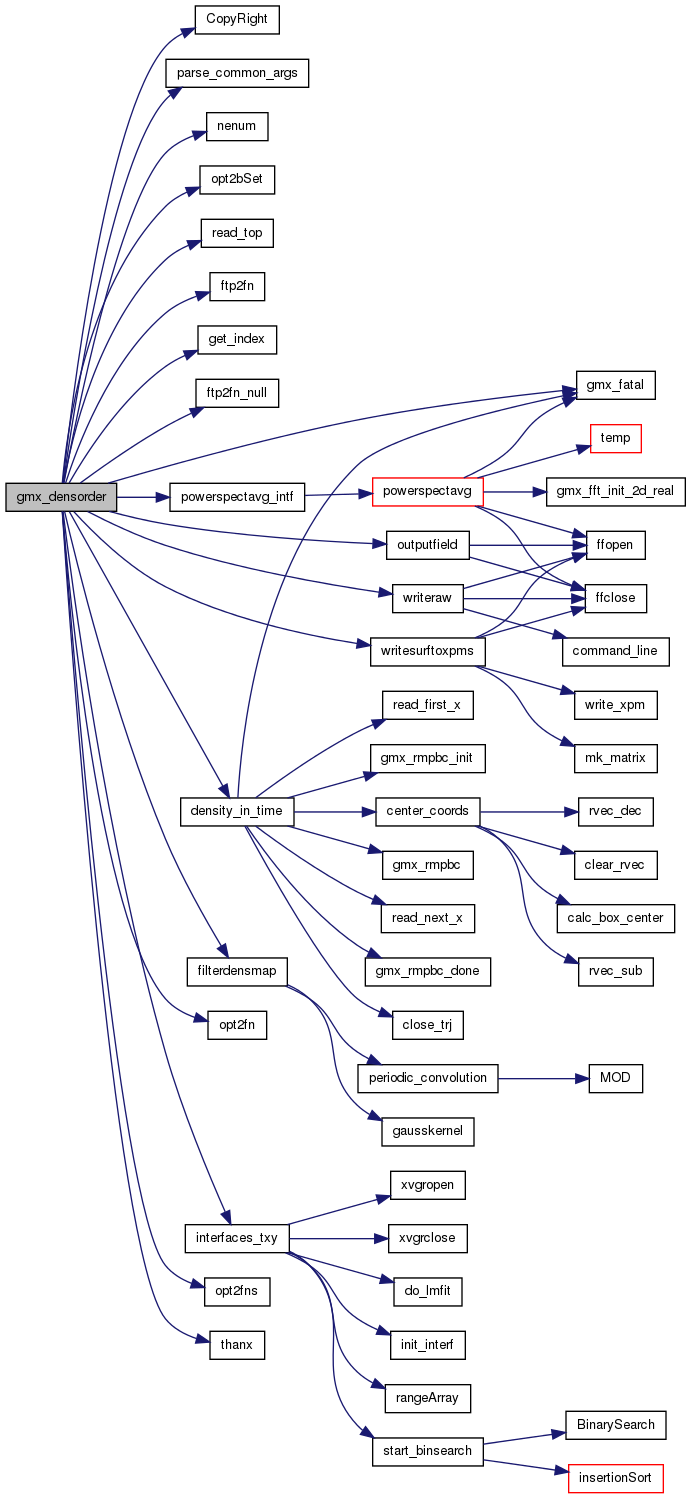 CopyRight
parse_common_args
nenum
opt2bSet
read_top
ftp2fn
get_index
ftp2fn_null
gmx_fatal
temp
gmx_densorder
powerspectavg_intf
powerspectavg
gmx_fft_init_2d_real
outputfield
ffopen
writeraw
ffclose
writesurftoxpms
command_line
read_first_x
write_xpm
gmx_rmpbc_init
mk_matrix
density_in_time
center_coords
rvec_dec
gmx_rmpbc
clear_rvec
read_next_x
calc_box_center
filterdensmap
gmx_rmpbc_done
rvec_sub
opt2fn
close_trj
periodic_convolution
MOD
gausskernel
xvgropen
interfaces_txy
xvgrclose
opt2fns
do_lmfit
thanx
init_interf
rangeArray
start_binsearch
BinarySearch
insertionSort